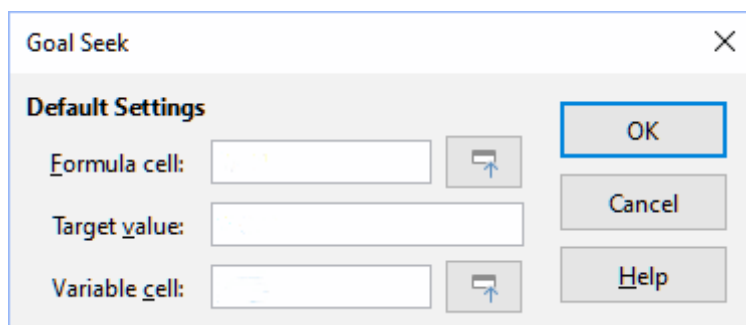 Goal Seek
Default Settings
Formula cell:
Target value:
Variable cell:
OK
Cancel
Help